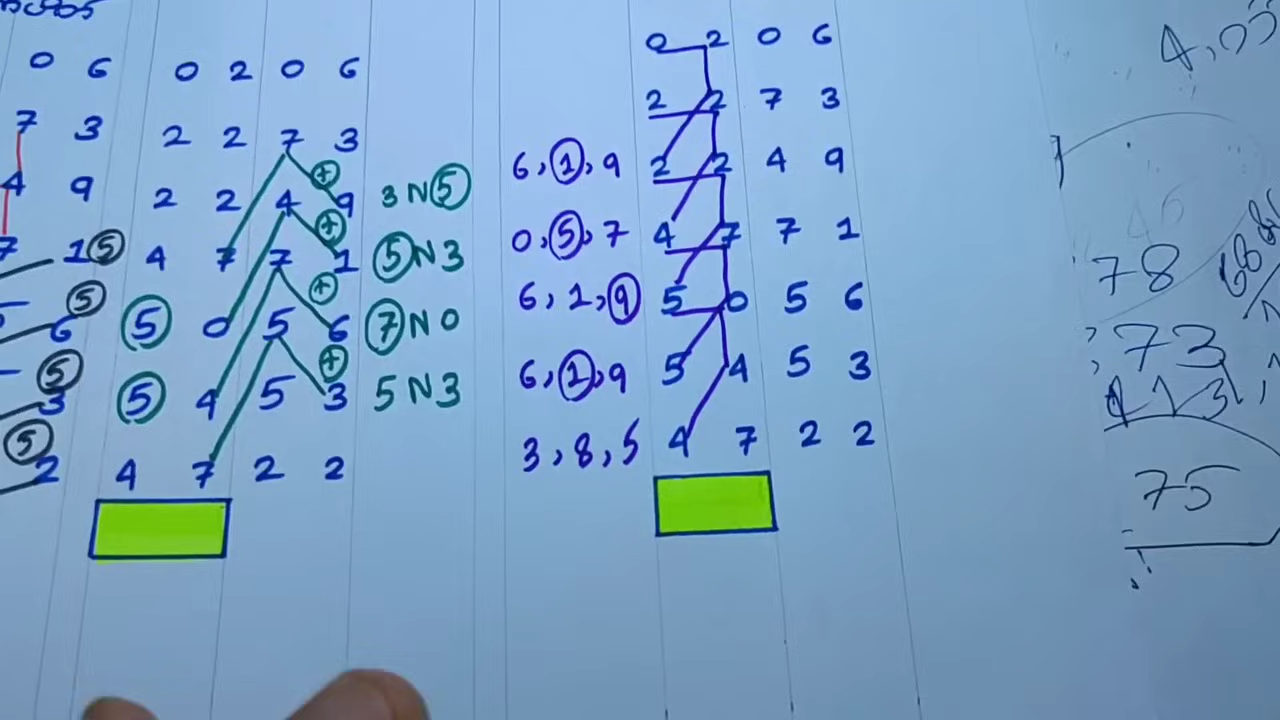 0 6
7 3
4 9
7 1 5
5
6
5
3
5
2
0 2 0 6
2 2 7 3
+
2 2 4 9 3 N 5
+
4 7 7 1 5 N 3
+
5 0 5 6 7 N 0
+
5 4 5 3 5 N 3
4 7 2 2
0 2 0 6
2 2 7 3
6, 1, 9 2 2 4 9
0, 5, 7 4 7 7 1
6, 1, 9 5 0 5 6
6, 1, 9 5 4 5 3
3, 8, 5 4 7 2 2
78
73
75